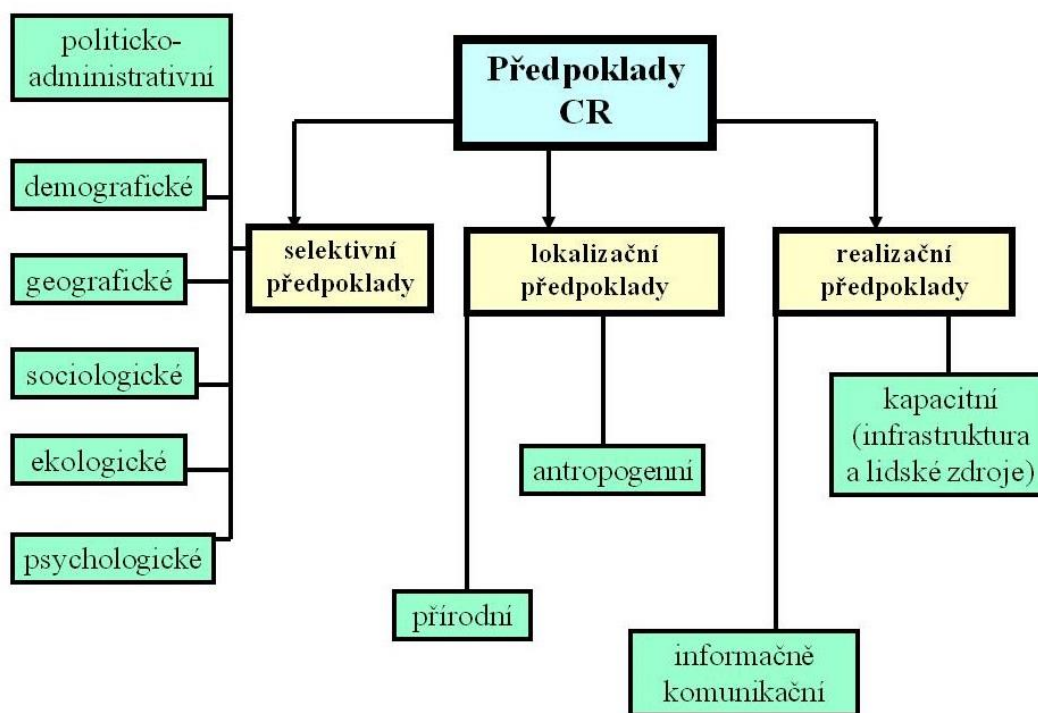 Předpoklady
CR
selektivní
předpoklady
politicko-
administrativní
demografické
geografické
sociologické
ekologické
psychologické
lokalizační
předpoklady
antropogenní
přírodní
realizační
předpoklady
kapacitní
(infrastruktura
a lidské zdroje)
informačně
komunikační